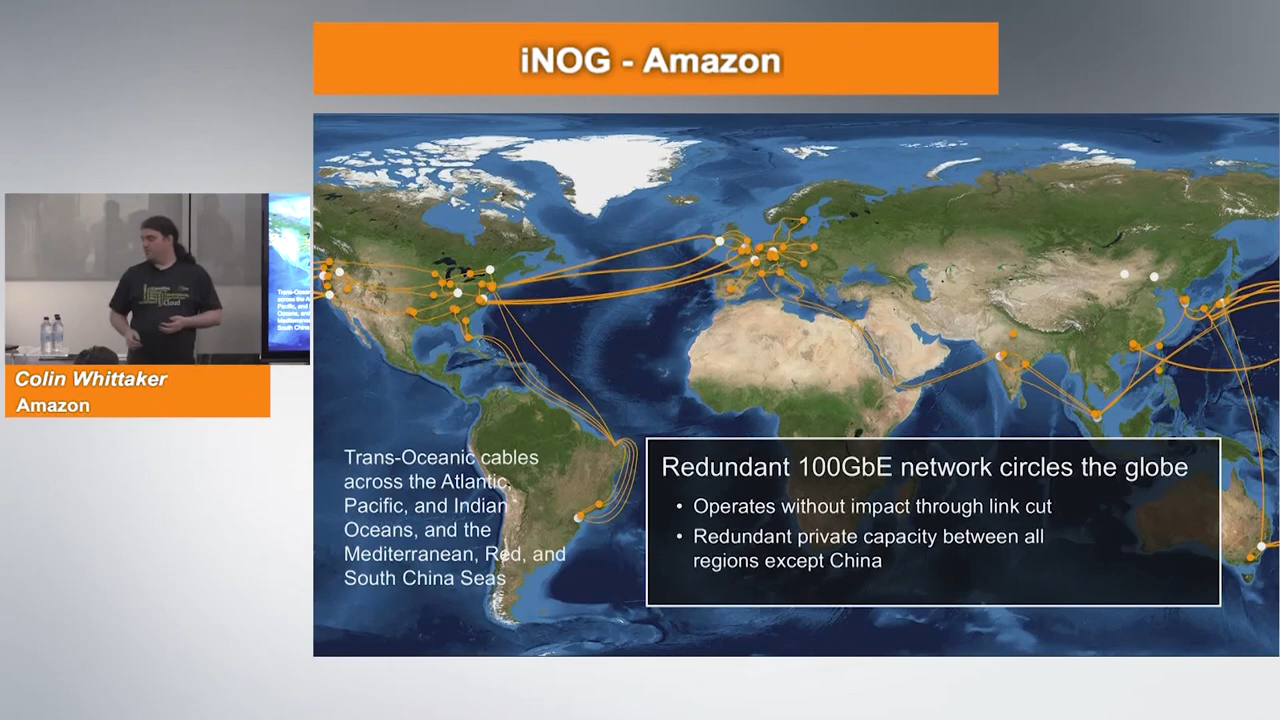 iNOG - Amazon
Colin Whittaker
Amazon
Trans-Oceanic cables
across the Atlantic,
Pacific, and Indian
Oceans, and the
Mediterranean, Red, and
South China Seas
Redundant 100GbE network circles the globe
• Operates without impact through link cut
• Redundant private capacity between all
regions except China